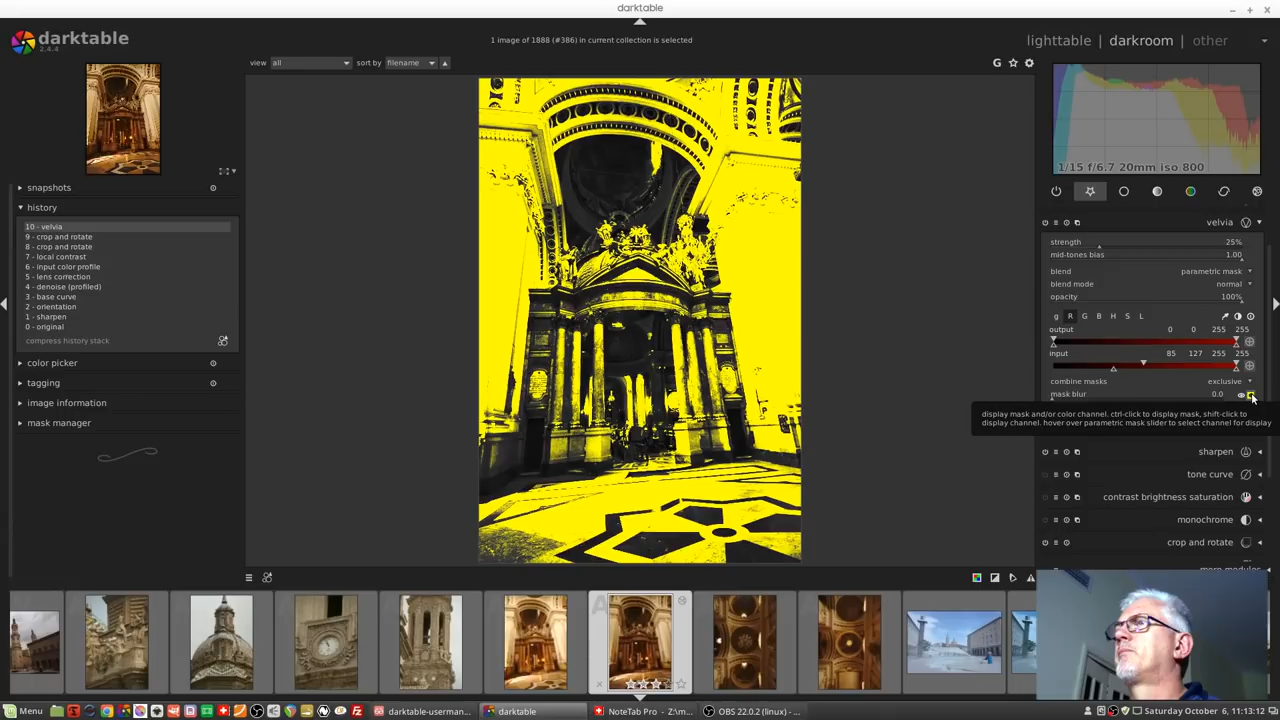 darktable
darktable
2.4.4
1 image of 1888 (#386) in current collection is selected
lighttable | darkroom | other
view all sort by filename
G
1/15 f/6.7 20mm iso 800
snapshots
history
10 - velvia
9 - crop and rotate
8 - crop and rotate
7 - local contrast
6 - input color profile
5 - lens correction
4 - denoise (profiled)
3 - base curve
2 - orientation
1 - sharpen
0 - original
compress history stack
color picker
tagging
image information
mask manager
velvia
strength 25%
mid-tones bias 1.00
blend parametric mask
blend mode normal
opacity 100%
g R G B H S L
output 0 0 255 255
input 85 127 255 255
combine masks exclusive
mask blur 0.0
display mask and/or color channel. ctrl-click to display mask, shift-click to
display channel. hover over parametric mask slider to select channel for display
sharpen
tone curve
contrast brightness saturation
monochrome
crop and rotate
more modules
Menu
darktable-userman...
darktable
NoteTab Pro - Z:\m...
OBS 22.0.2 (linux) - ...
Saturday October 6, 11:13:12